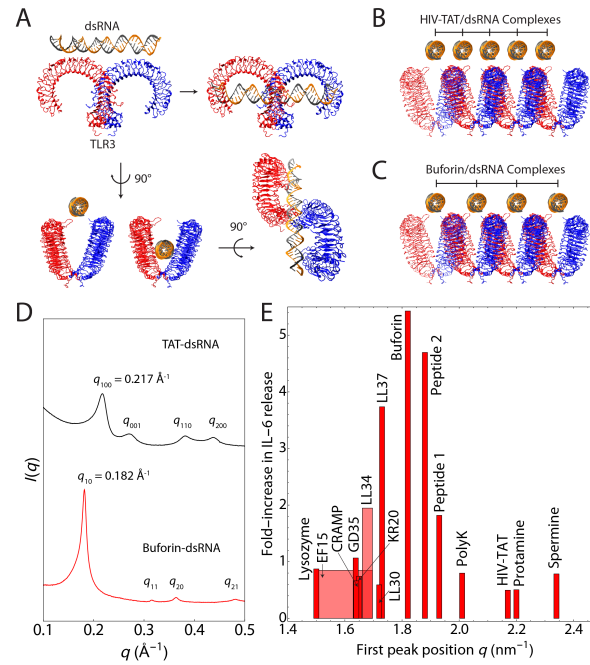 A
dsRNA
TLR3
90°
90°
B
HIV-TAT/dsRNA Complexes
C
Buforin/dsRNA Complexes
D
TAT-dsRNA
q100 = 0.217 Å-1
q001
q110
q200
q10 = 0.182 Å-1
Buforin-dsRNA
q11
q20
q21
I(q)
0.1 0.2 0.3 0.4 0.5
q (Å-1)
E
Fold−increase in IL−6 release
5
4
3
2
1
0
Lysozyme
EF15
CRAMP
GD35
LL34
KR20
LL37
LL30
Buforin
Peptide 2
Peptide 1
PolyK
HIV-TAT
Protamine
Spermine
1.4 1.6 1.8 2.0 2.2 2.4
First peak position q (nm−1)